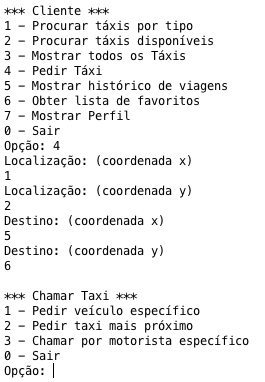 *** Cliente ***
1 - Procurar táxis por tipo
2 - Procurar táxis disponíveis
3 - Mostrar todos os Táxis
4 - Pedir Táxi
5 - Mostrar histórico de viagens
6 - Obter lista de favoritos
7 - Mostrar Perfil
0 - Sair
Opção: 4
Localização: (coordenada x)
1
Localização: (coordenada y)
2
Destino: (coordenada x)
5
Destino: (coordenada y)
6

*** Chamar Taxi ***
1 - Pedir veículo específico
2 - Pedir taxi mais próximo
3 - Chamar por motorista específico
0 - Sair
Opção: